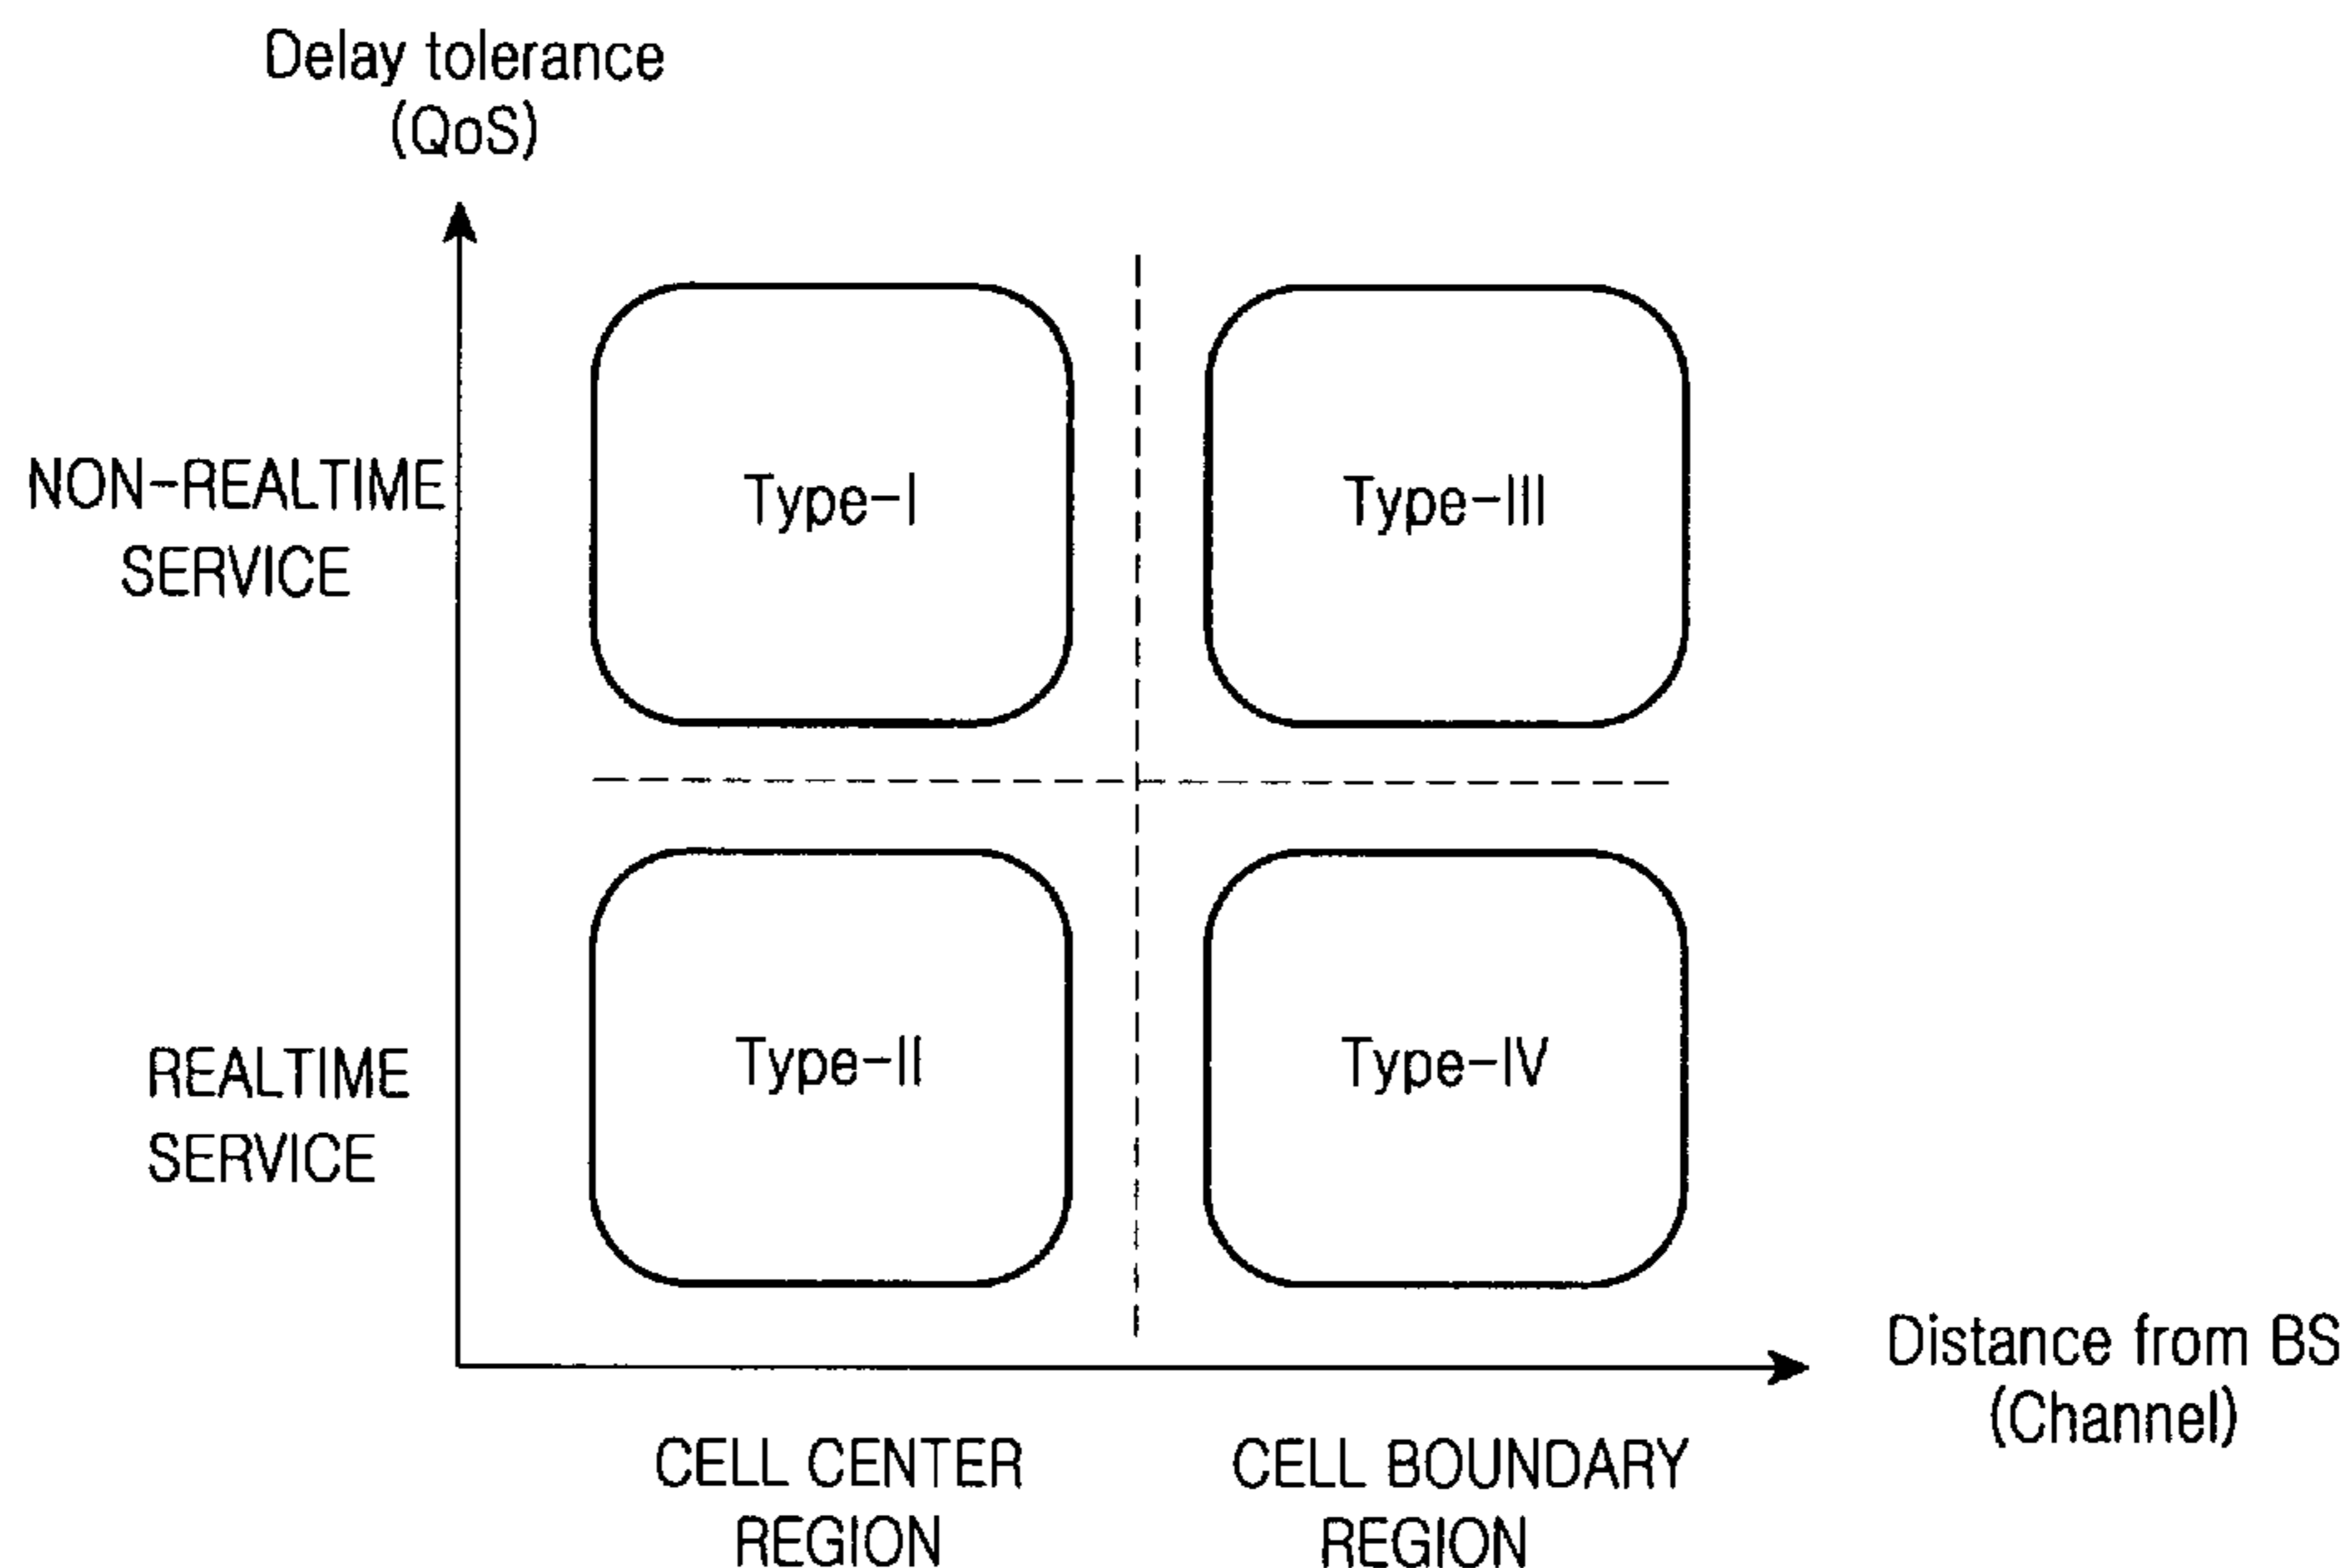 Delay tolerance
(QoS)
NON-REALTIME
SERVICE
Type-I
Type-III
REALTIME
SERVICE
Type-II
Type-IV
Distance from BS
(Channel)
CELL CENTER
REGION
CELL BOUNDARY
REGION